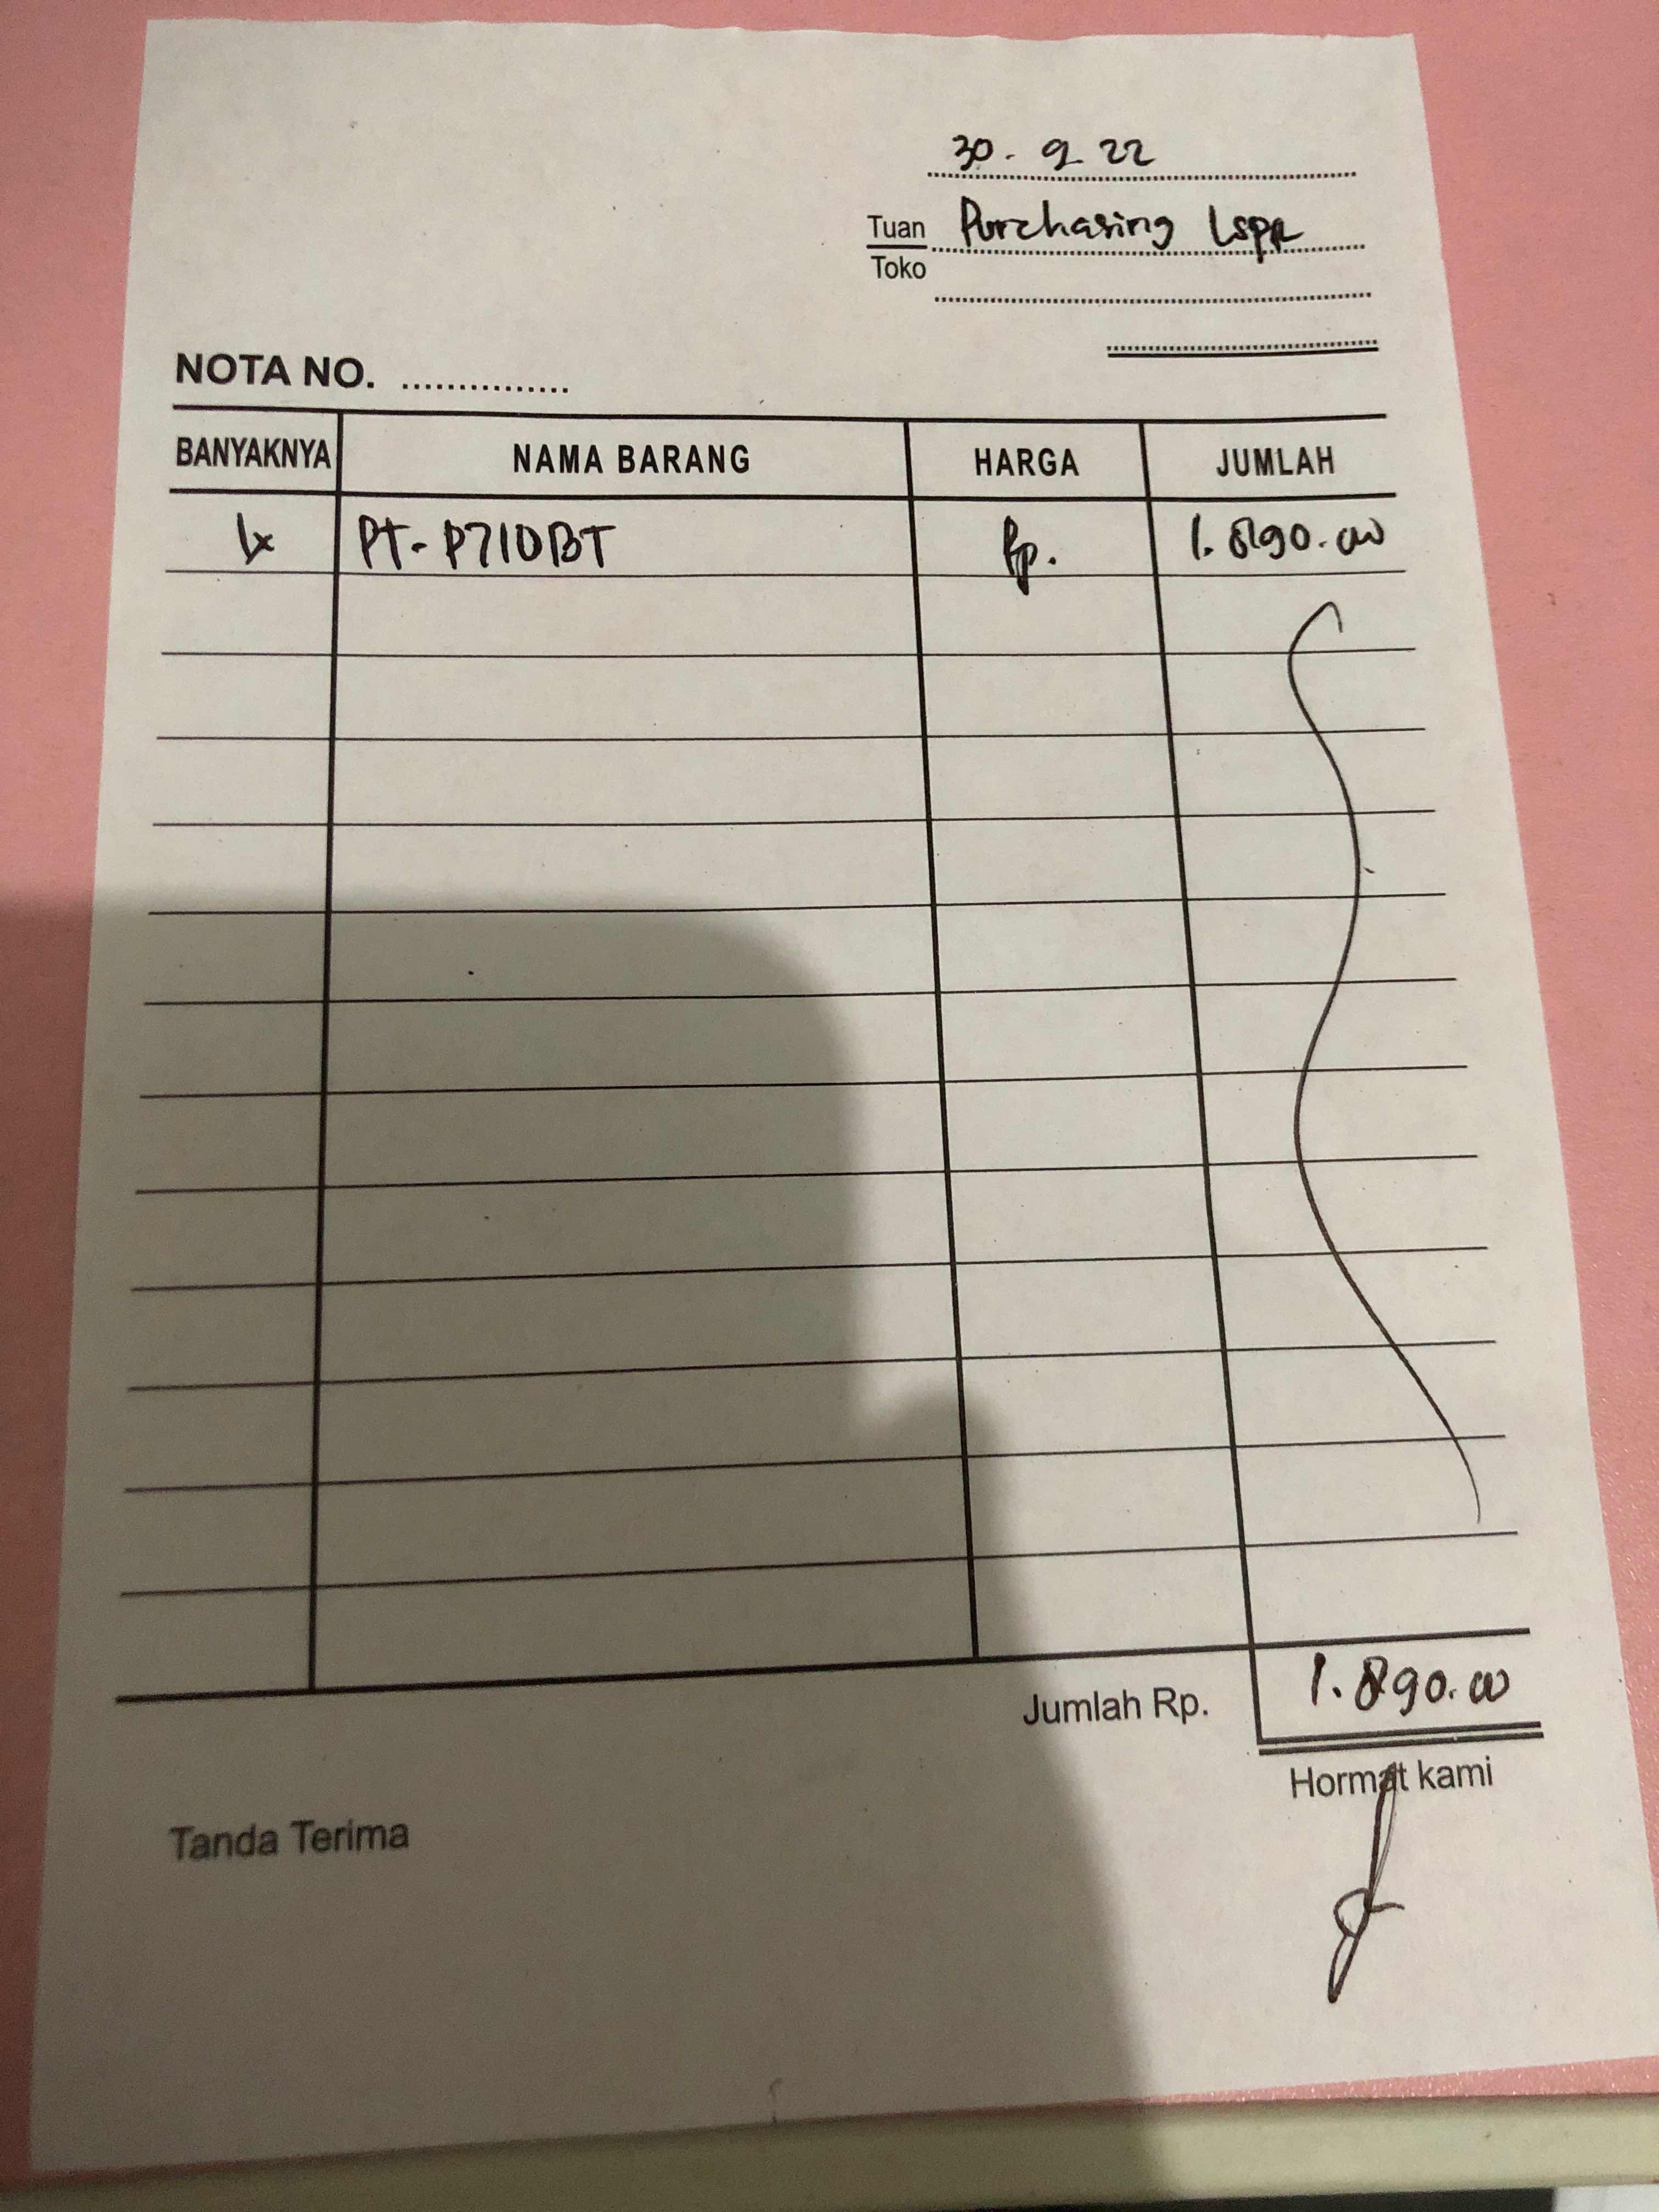 30. 9 22
Tuan Purchasing LSPR
Toko
NOTA NO. ...............
BANYAKNYA NAMA BARANG HARGA JUMLAH
1x PT-P710BT Rp. 1.890.000
Jumlah Rp. 1.890.000
Hormat kami
Tanda Terima